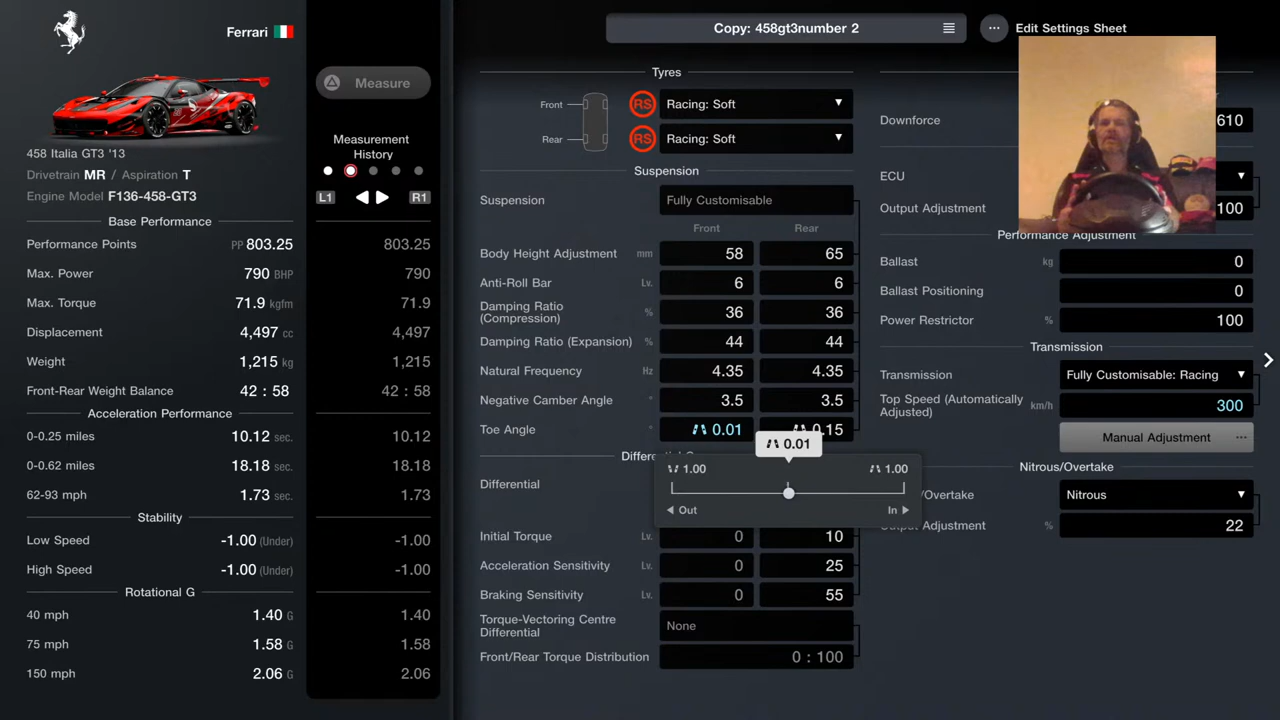 Ferrari
458 Italia GT3 '13
Drivetrain MR / Aspiration T
Engine Model F136-458-GT3
Base Performance
Performance Points PP 803.25
Max. Power 790 BHP
Max. Torque 71.9 kgfm
Displacement 4,497 cc
Weight 1,215 kg
Front-Rear Weight Balance 42 : 58
Acceleration Performance
0-0.25 miles 10.12 sec.
0-0.62 miles 18.18 sec.
62-93 mph 1.73 sec.
Stability
Low Speed -1.00 (Under)
High Speed -1.00 (Under)
Rotational G
40 mph 1.40 G
75 mph 1.58 G
150 mph 2.06 G
Measure
Measurement
History
L1 R1
803.25
790
71.9
4,497
1,215
42 : 58
10.12
18.18
1.73
-1.00
-1.00
1.40
1.58
2.06
Copy: 458gt3number 2
Edit Settings Sheet
Tyres
Front RS Racing: Soft
Rear RS Racing: Soft
Suspension
Suspension Fully Customisable
Front Rear
Body Height Adjustment mm 58 65
Anti-Roll Bar Lv. 6 6
Damping Ratio
(Compression) % 36 36
Damping Ratio (Expansion) % 44 44
Natural Frequency Hz 4.35 4.35
Negative Camber Angle ° 3.5 3.5
Toe Angle ° 0.01 0.15
0.01
1.00 1.00
Out In
Differential
Initial Torque Lv. 0 10
Acceleration Sensitivity Lv. 0 25
Braking Sensitivity Lv. 0 55
Torque-Vectoring Centre
Differential None
Front/Rear Torque Distribution 0 : 100
Downforce 610
ECU
Output Adjustment 100
Performance Adjustment
Ballast kg 0
Ballast Positioning 0
Power Restrictor % 100
Transmission
Transmission Fully Customisable: Racing
Top Speed (Automatically
Adjusted) km/h 300
Manual Adjustment
Nitrous/Overtake
/Overtake Nitrous
Output Adjustment % 22